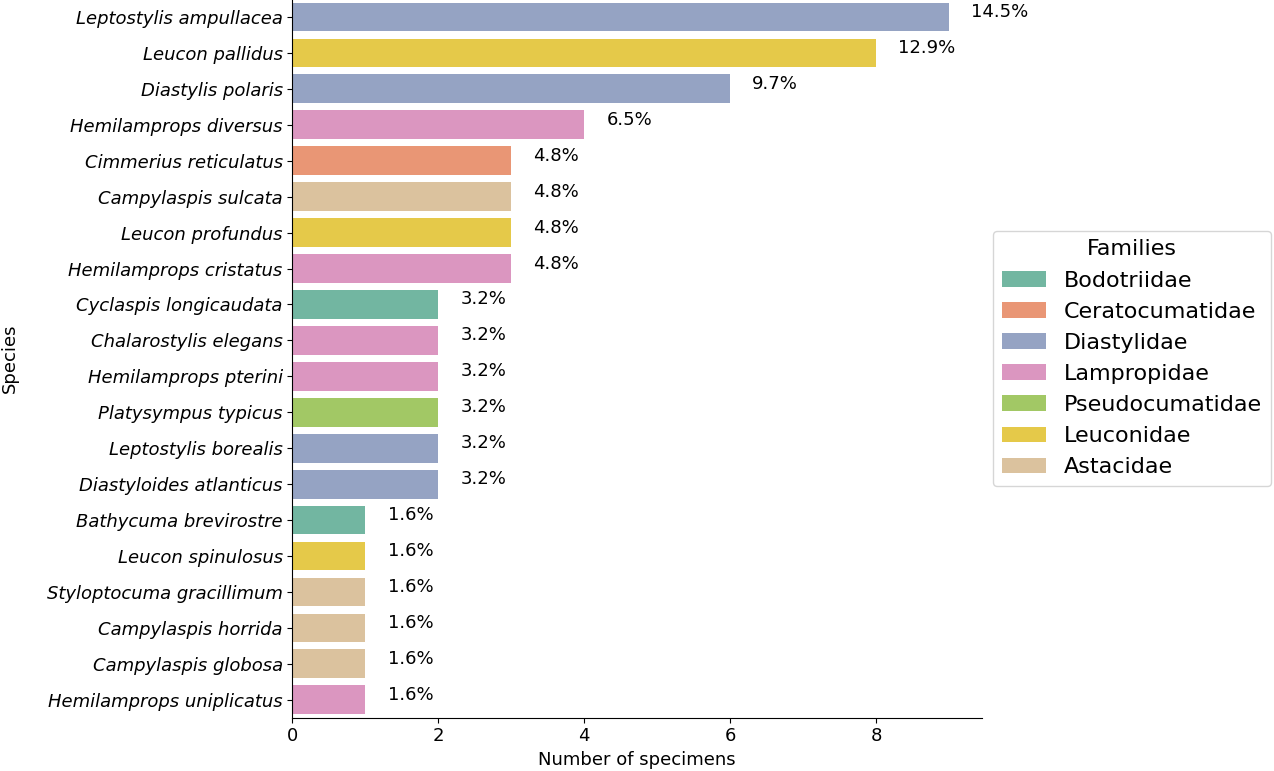 Leptostylis ampullacea 14.5%
Leucon pallidus 12.9%
Diastylis polaris 9.7%
Hemilamprops diversus 6.5%
Cimmerius reticulatus 4.8%
Campylaspis sulcata 4.8%
Leucon profundus 4.8%
Hemilamprops cristatus 4.8%
Cyclaspis longicaudata 3.2%
Chalarostylis elegans 3.2%
Hemilamprops pterini 3.2%
Platysympus typicus 3.2%
Leptostylis borealis 3.2%
Diastyloides atlanticus 3.2%
Bathycuma brevirostre 1.6%
Leucon spinulosus 1.6%
Styloptocuma gracillimum 1.6%
Campylaspis horrida 1.6%
Campylaspis globosa 1.6%
Hemilamprops uniplicatus 1.6%
Species
0 2 4 6 8
Number of specimens
Families
Bodotriidae
Ceratocumatidae
Diastylidae
Lampropidae
Pseudocumatidae
Leuconidae
Astacidae